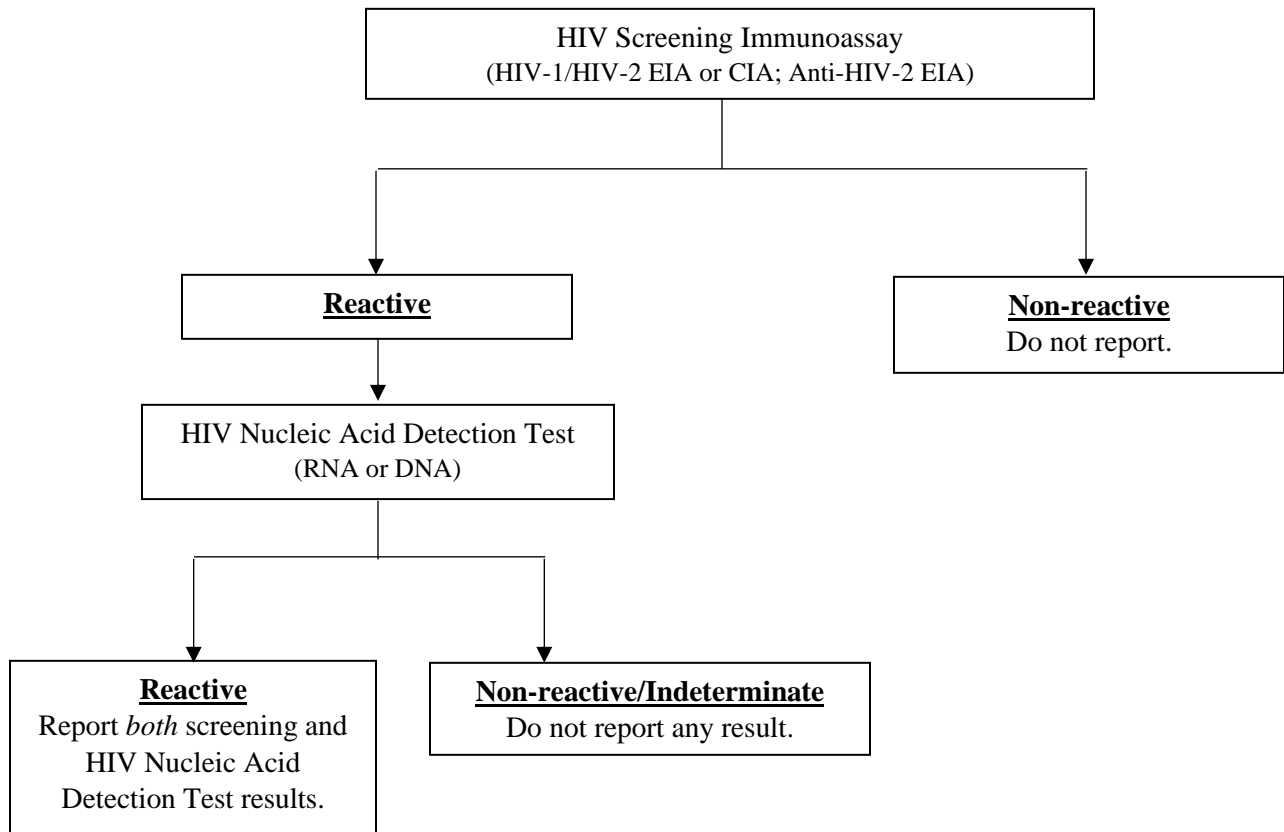 HIV Screening Immunoassay
(HIV-1/HIV-2 EIA or CIA; Anti-HIV-2 EIA)
Reactive
Non-reactive
Do not report.
HIV Nucleic Acid Detection Test
(RNA or DNA)
Reactive
Report both screening and
HIV Nucleic Acid
Detection Test results.
Non-reactive/Indeterminate
Do not report any result.